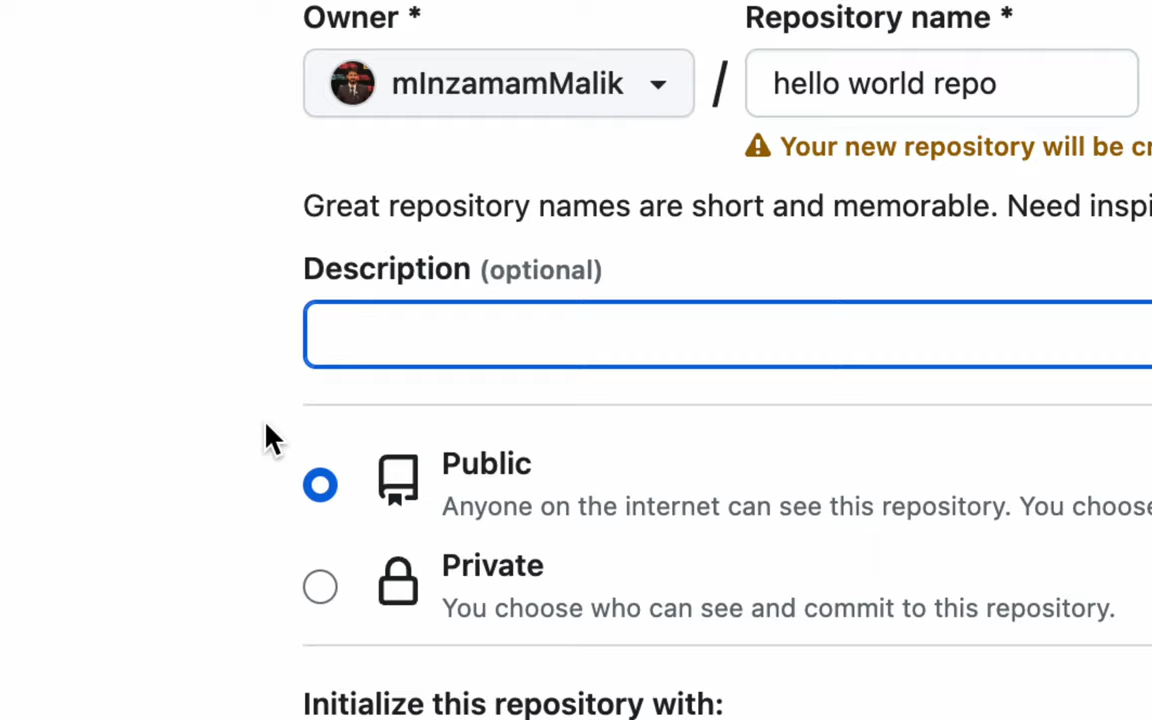 Owner * Repository name *
mInzamamMalik / hello world repo
Your new repository will be cr
Great repository names are short and memorable. Need inspi
Description (optional)
Public
Anyone on the internet can see this repository. You choose
Private
You choose who can see and commit to this repository.
Initialize this repository with: